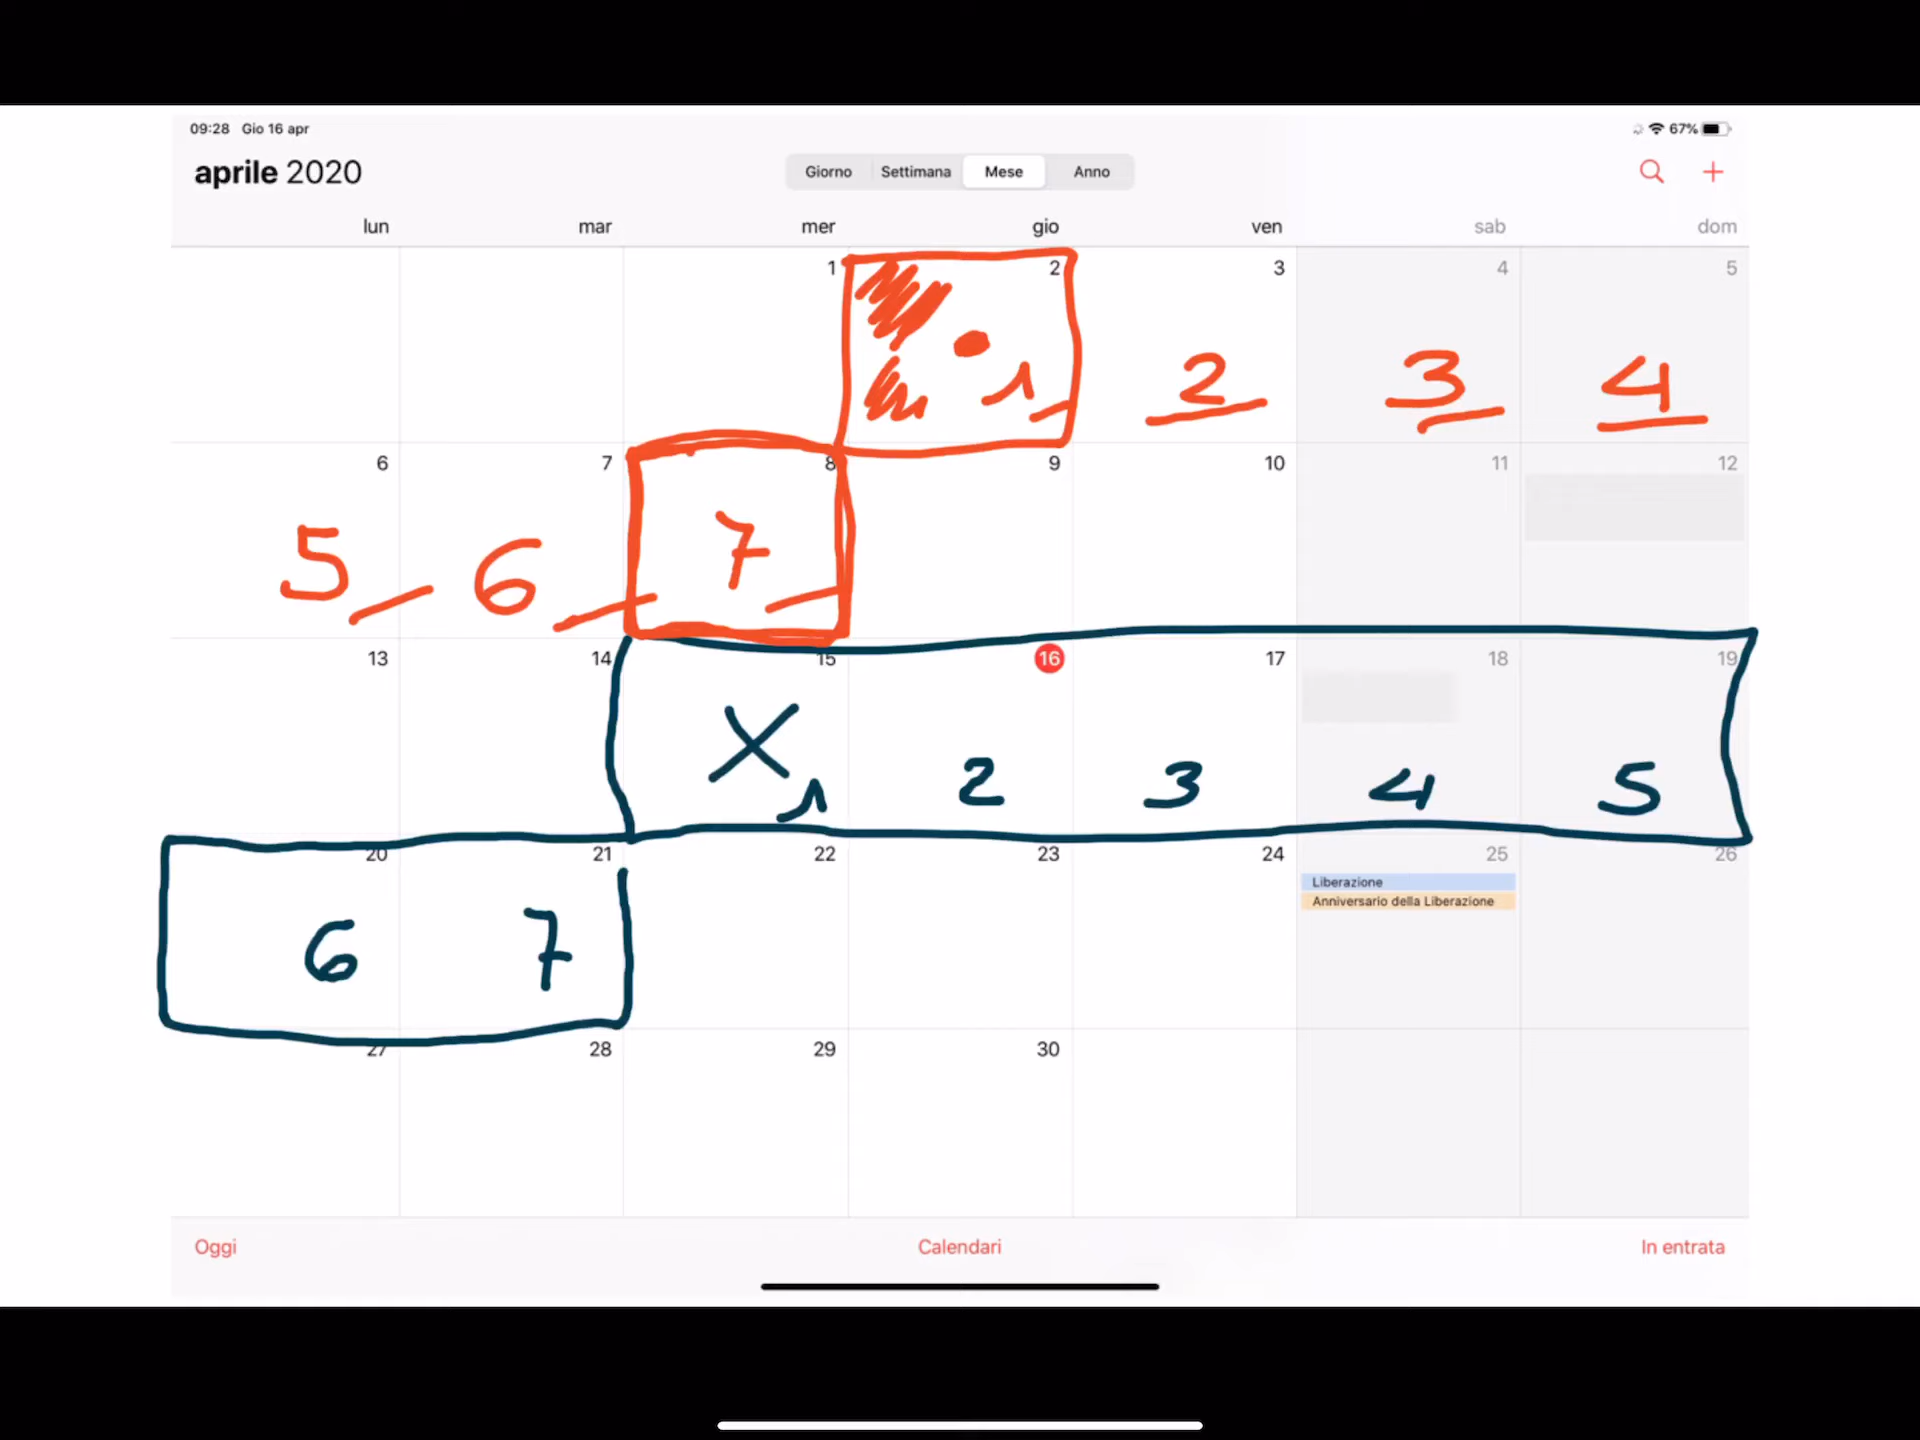 09:28 Gio 16 apr 67%
aprile 2020 Giorno Settimana Mese Anno
lun mar mer gio ven sab dom
1 2 3 4 5
1 2 3 4
6 7 8 9 10 11 12
5 6 7
13 14 15 16 17 18 19
X 1 2 3 4 5
20 21 22 23 24 25 26
Liberazione
Anniversario della Liberazione
6 7
27 28 29 30
Oggi Calendari In entrata